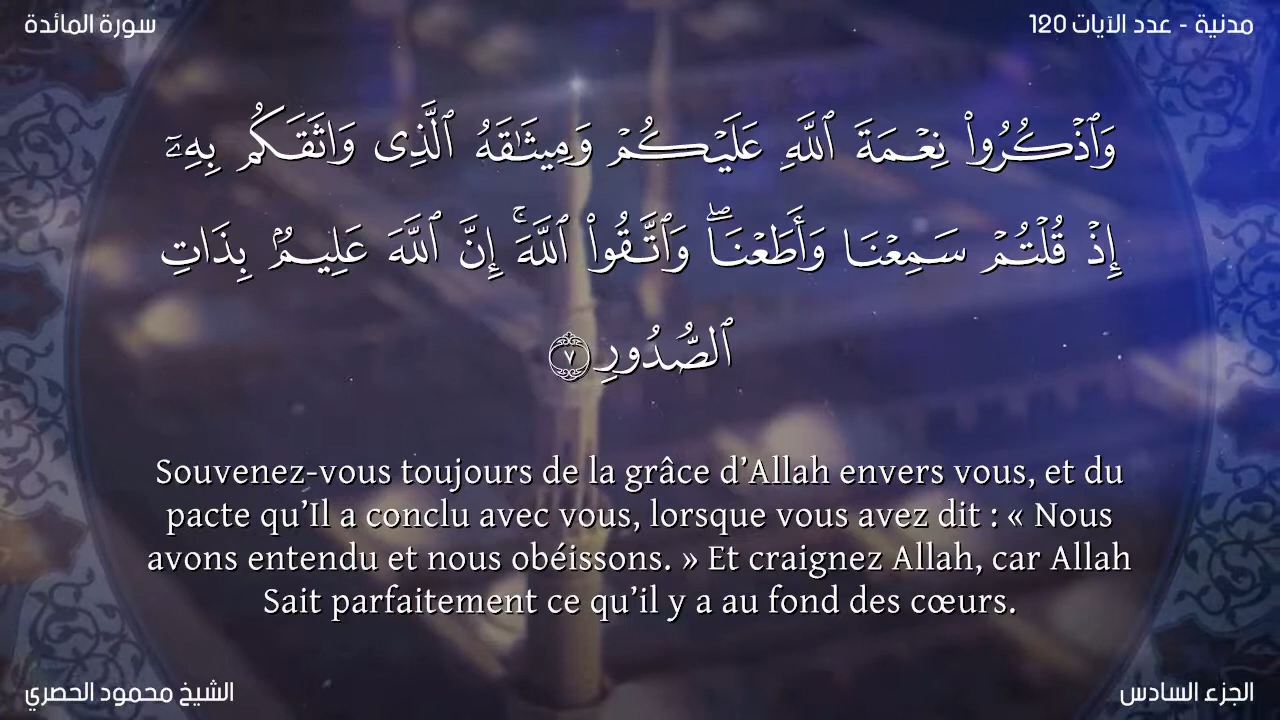 سورة المائدة
مدنية - عدد الآيات 120
وَٱذۡكُرُواْ نِعۡمَةَ ٱللَّهِ عَلَيۡكُمۡ وَمِيثَٰقَهُ ٱلَّذِى وَاثَقَكُم بِهِۦٓ
إِذۡ قُلۡتُمۡ سَمِعۡنَا وَأَطَعۡنَاۖ وَٱتَّقُواْ ٱللَّهَۚ إِنَّ ٱللَّهَ عَلِيمُۢ بِذَاتِ
ٱلصُّدُورِ ٧
Souvenez-vous toujours de la grâce d’Allah envers vous, et du
pacte qu’Il a conclu avec vous, lorsque vous avez dit : « Nous
avons entendu et nous obéissons. » Et craignez Allah, car Allah
Sait parfaitement ce qu’il y a au fond des cœurs.
الشيخ محمود الحصري
الجزء السادس